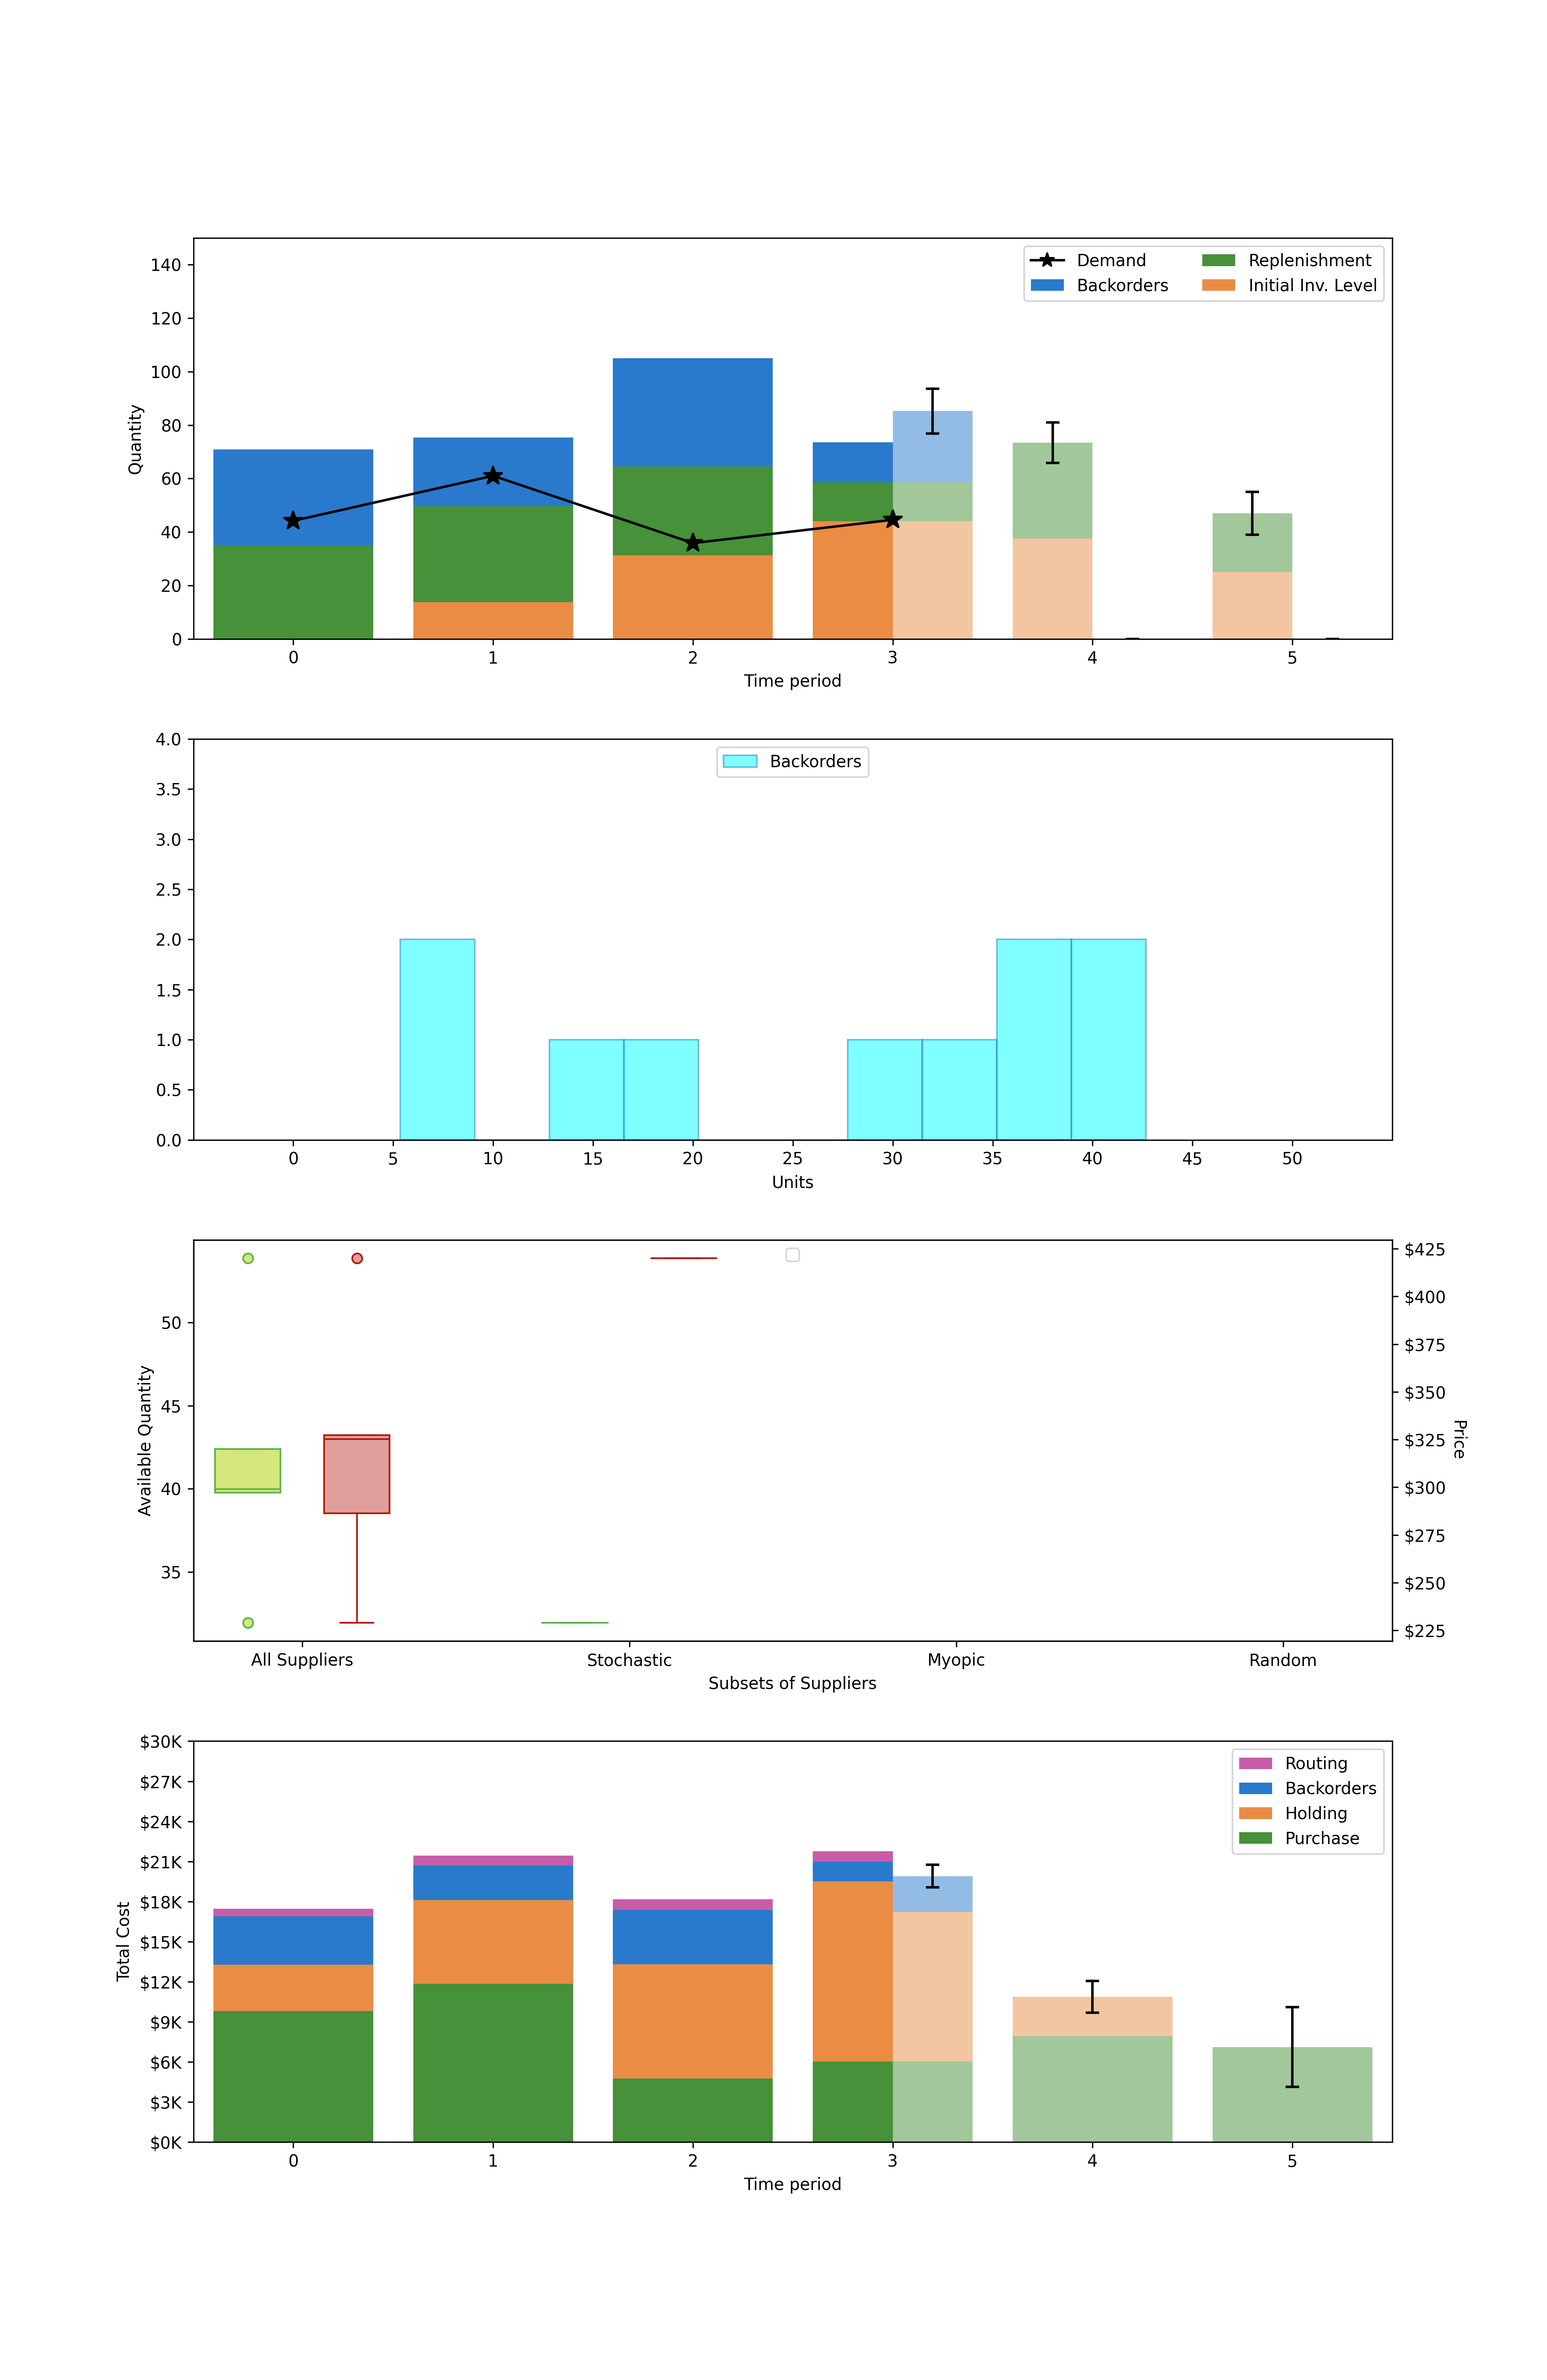 Quantity
140
120
100
80
60
40
20
0
Demand Replenishment
Backorders Initial Inv. Level
0 1 2 3 4 5
Time period
4.0
3.5
3.0
2.5
2.0
1.5
1.0
0.5
0.0
Backorders
0 5 10 15 20 25 30 35 40 45 50
Units
Available Quantity
50
45
40
35
$425
$400
$375
$350
$325
$300
$275
$250
$225
Price
All Suppliers Stochastic Myopic Random
Subsets of Suppliers
Total Cost
$30K
$27K
$24K
$21K
$18K
$15K
$12K
$9K
$6K
$3K
$0K
Routing
Backorders
Holding
Purchase
0 1 2 3 4 5
Time period